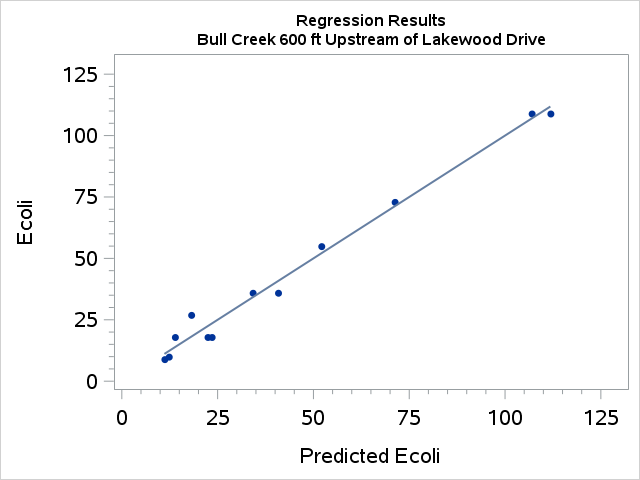 Regression Results
Bull Creek 600 ft Upstream of Lakewood Drive
125
100
75
50
25
0
Ecoli
0 25 50 75 100 125
Predicted Ecoli